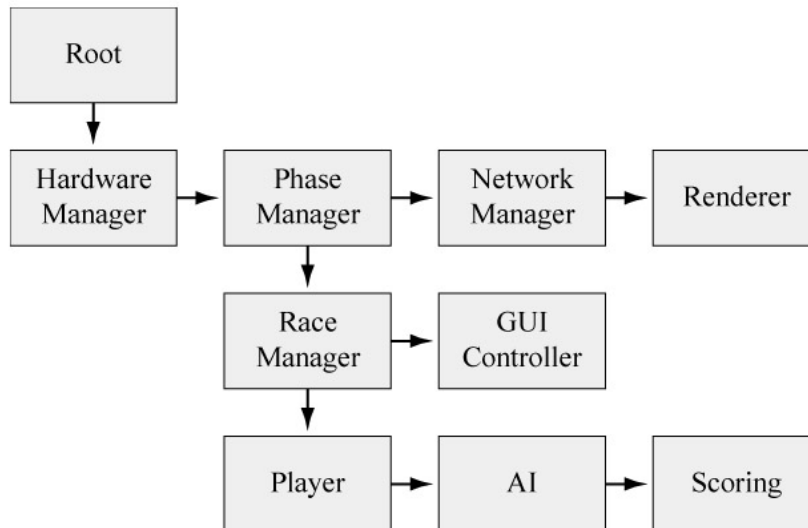 Root
Hardware
Manager
Phase
Manager
Network
Manager
Renderer
Race
Manager
GUI
Controller
Player
AI
Scoring